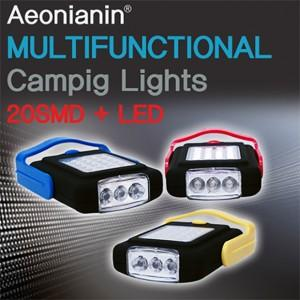 Aeonianin®
MULTIFUNCTIONAL
Campig Lights
20SMD + LED